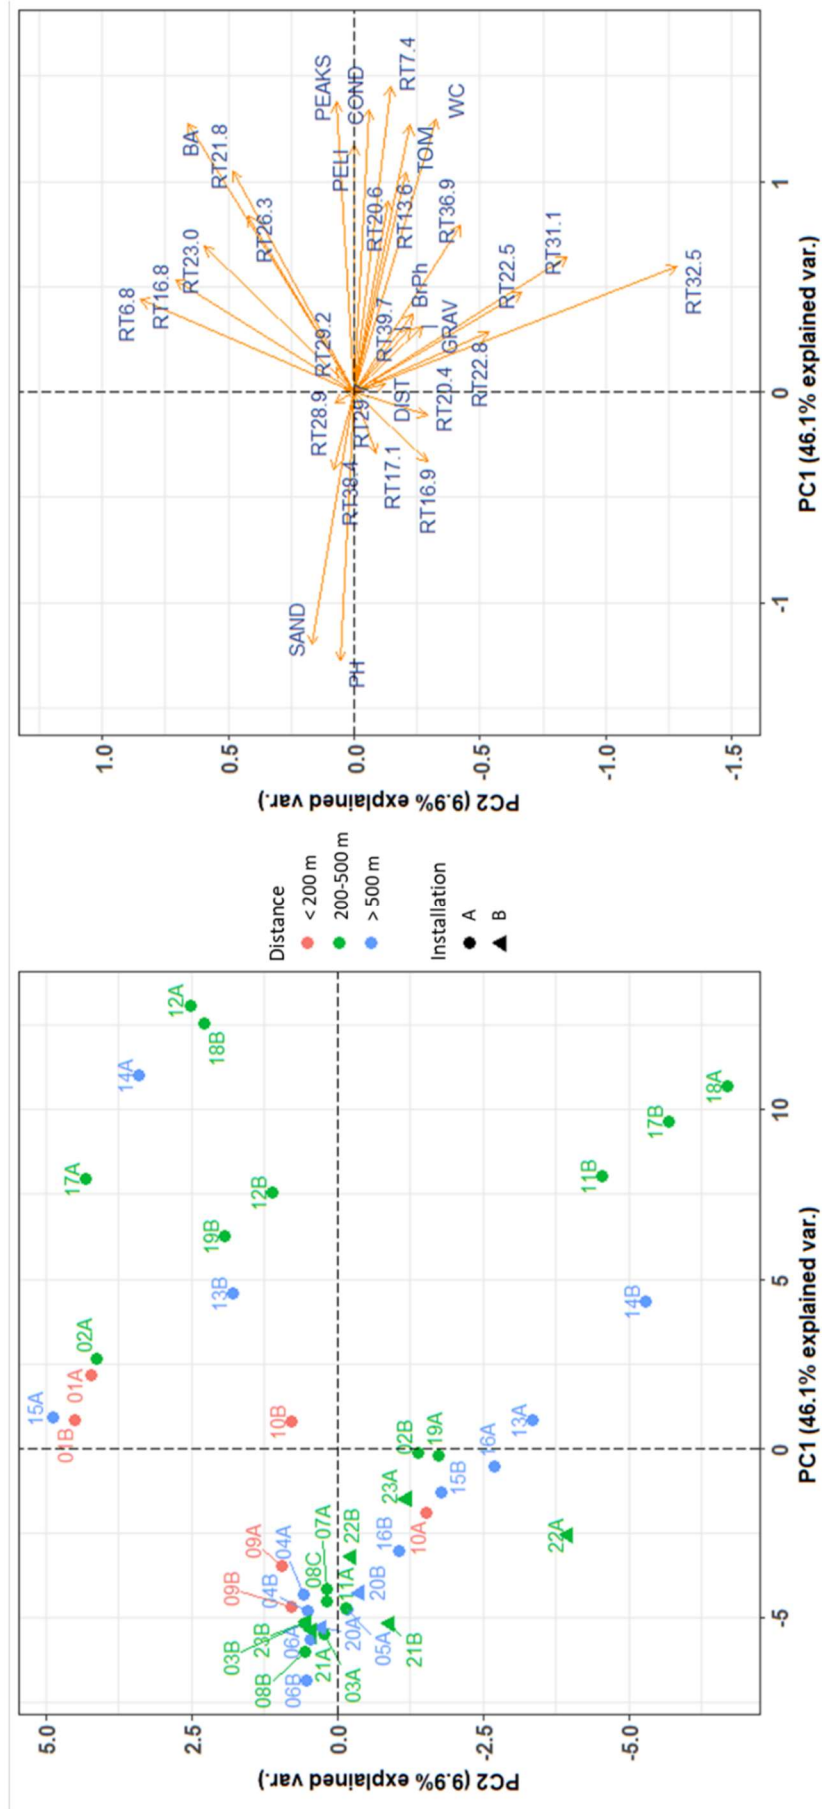 PC2 (9.9% explained var.)
5.0
2.5
0.0
-2.5
-5.0
15A
01B
01A
02A
17A
14A
12A
18B
19B
13B
12B
10B
09A
09B
04A
04B
08C
07A
03B
23B
06A
08B
06B
21A
03A
22B
11A
20B
20A
05A
21B
16B
23A
02B
19A
10A
15B
16A
13A
22A
14B
11B
17B
18A
-5
0
5
10
PC1 (46.1% explained var.)
Distance
< 200 m
200-500 m
> 500 m
Installation
A
B
PC2 (9.9% explained var.)
1.0
0.5
0.0
-0.5
-1.0
-1.5
RT6.8
RT16.8
RT23.0
BA
RT21.8
RT26.3
RT29.2
RT28.9
PEAKS
COND
RT7.4
PELI
WC
TOM
RT20.6
RT13.6
RT36.9
RT39.7
BrPh
GRAV
DIST
RT38.4
RT17.1
RT16.9
RT20.4
RT22.8
RT22.5
RT31.1
RT32.5
SAND
PH
-1
0
1
PC1 (46.1% explained var.)